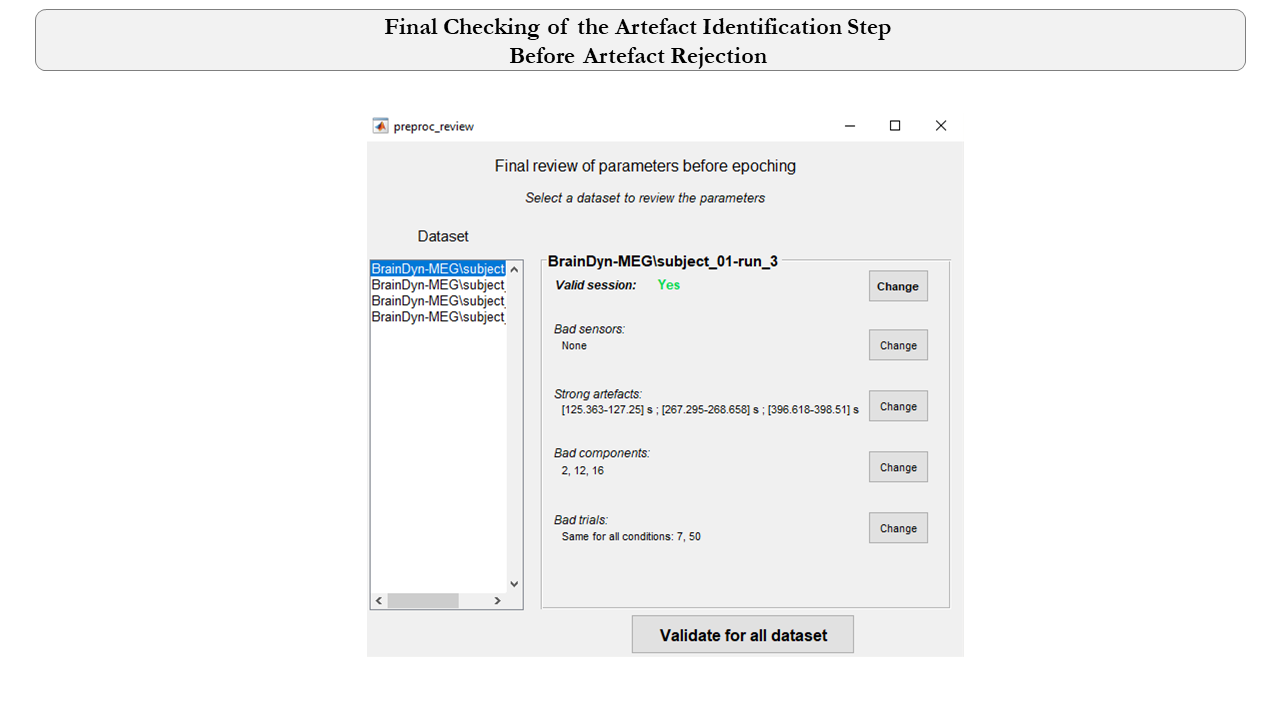 Final Checking of the Artefact Identification Step
Before Artefact Rejection
preproc_review
Final review of parameters before epoching
Select a dataset to review the parameters
Dataset
BrainDyn-MEG\subject
BrainDyn-MEG\subject_
BrainDyn-MEG\subject_
BrainDyn-MEG\subject_
BrainDyn-MEG\subject_01-run_3
Valid session: Yes
Change
Bad sensors:
None
Change
Strong artefacts:
[125.363-127.25] s ; [267.295-268.658] s ; [396.618-398.51] s
Change
Bad components:
2, 12, 16
Change
Bad trials:
Same for all conditions: 7, 50
Change
Validate for all dataset